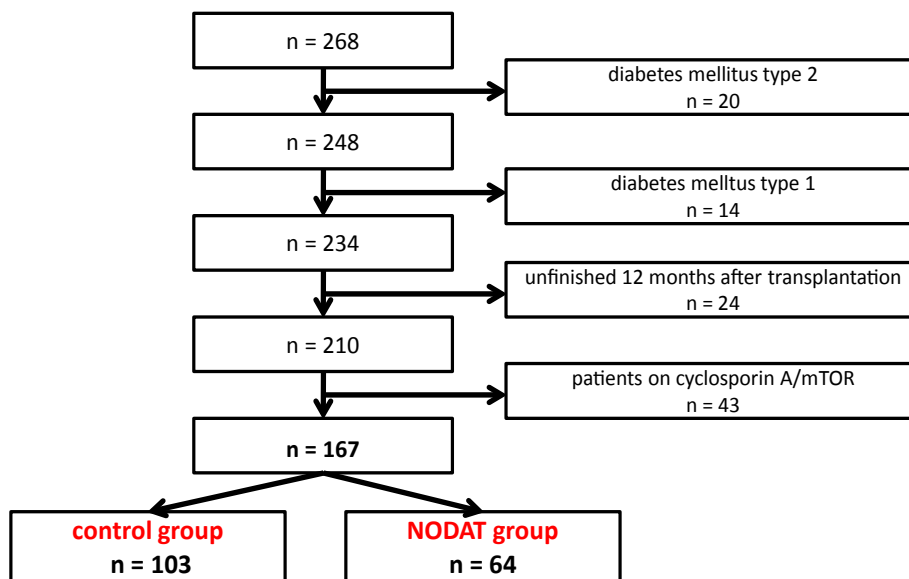 n = 268
diabetes mellitus type 2
n = 20
n = 248
diabetes melltus type 1
n = 14
n = 234
unfinished 12 months after transplantation
n = 24
n = 210
patients on cyclosporin A/mTOR
n = 43
n = 167
control group
n = 103
NODAT group
n = 64